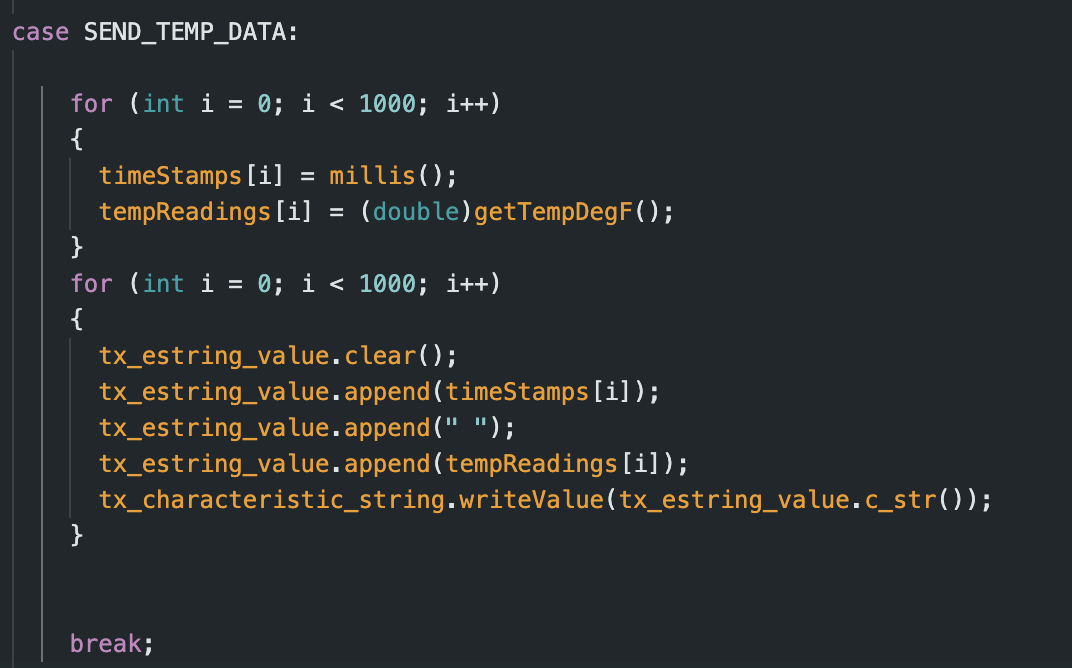 case SEND_TEMP_DATA:
for (int i = 0; i < 1000; i++)
{
timeStamps[i] = millis();
tempReadings[i] = (double)getTempDegF();
}
for (int i = 0; i < 1000; i++)
{
tx_estring_value.clear();
tx_estring_value.append(timeStamps[i]);
tx_estring_value.append(" ");
tx_estring_value.append(tempReadings[i]);
tx_characteristic_string.writeValue(tx_estring_value.c_str());
}
break;